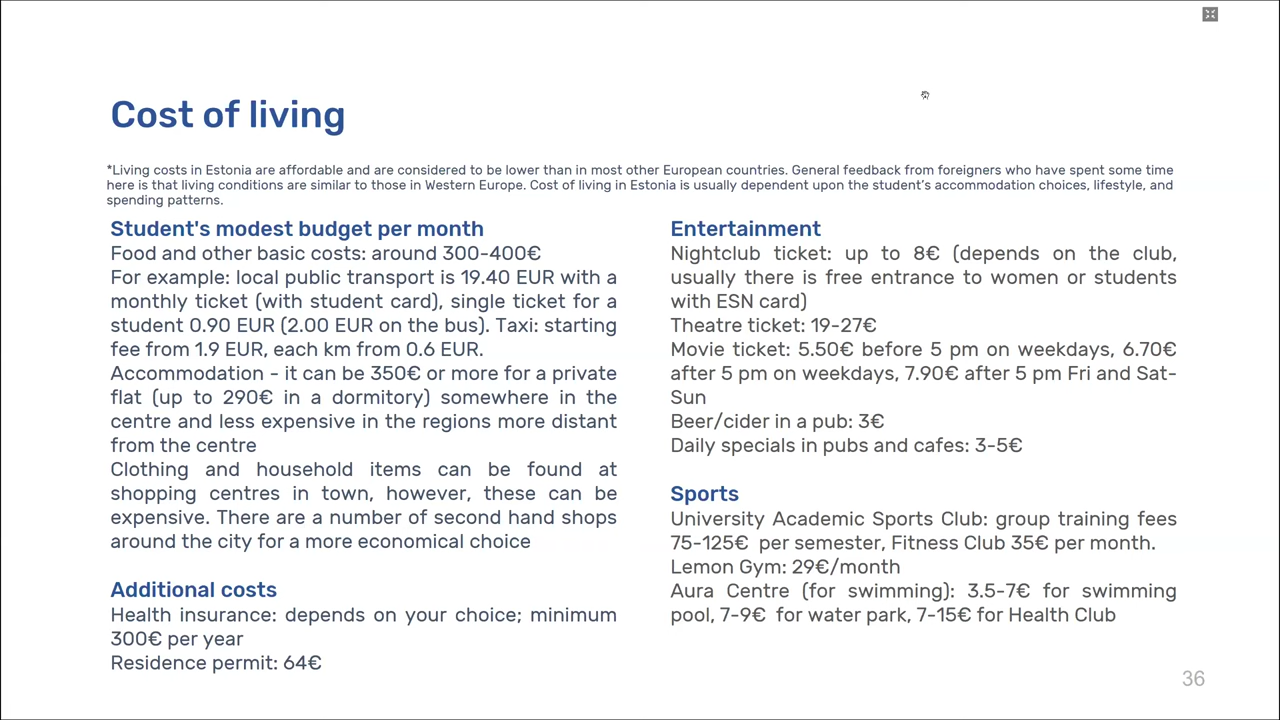 Cost of living
*Living costs in Estonia are affordable and are considered to be lower than in most other European countries. General feedback from foreigners who have spent some time
here is that living conditions are similar to those in Western Europe. Cost of living in Estonia is usually dependent upon the student's accommodation choices, lifestyle, and
spending patterns.
Student's modest budget per month
Food and other basic costs: around 300-400€
For example: local public transport is 19.40 EUR with a
monthly ticket (with student card), single ticket for a
student 0.90 EUR (2.00 EUR on the bus). Taxi: starting
fee from 1.9 EUR, each km from 0.6 EUR.
Accommodation - it can be 350€ or more for a private
flat (up to 290€ in a dormitory) somewhere in the
centre and less expensive in the regions more distant
from the centre
Clothing and household items can be found at
shopping centres in town, however, these can be
expensive. There are a number of second hand shops
around the city for a more economical choice
Additional costs
Health insurance: depends on your choice; minimum
300€ per year
Residence permit: 64€
Entertainment
Nightclub ticket: up to 8€ (depends on the club,
usually there is free entrance to women or students
with ESN card)
Theatre ticket: 19-27€
Movie ticket: 5.50€ before 5 pm on weekdays, 6.70€
after 5 pm on weekdays, 7.90€ after 5 pm Fri and Sat-
Sun
Beer/cider in a pub: 3€
Daily specials in pubs and cafes: 3-5€
Sports
University Academic Sports Club: group training fees
75-125€ per semester, Fitness Club 35€ per month.
Lemon Gym: 29€/month
Aura Centre (for swimming): 3.5-7€ for swimming
pool, 7-9€ for water park, 7-15€ for Health Club
36